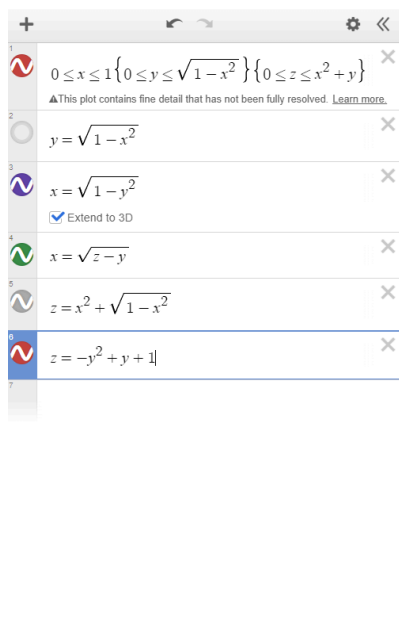 1
0 ≤ x ≤ 1{0 ≤ y ≤ √(1 − x²)}{0 ≤ z ≤ x² + y}
⚠This plot contains fine detail that has not been fully resolved. Learn more.
2
y = √(1 − x²)
3
x = √(1 − y²)
Extend to 3D
4
x = √(z − y)
5
z = x² + √(1 − x²)
6
z = −y² + y + 1
7